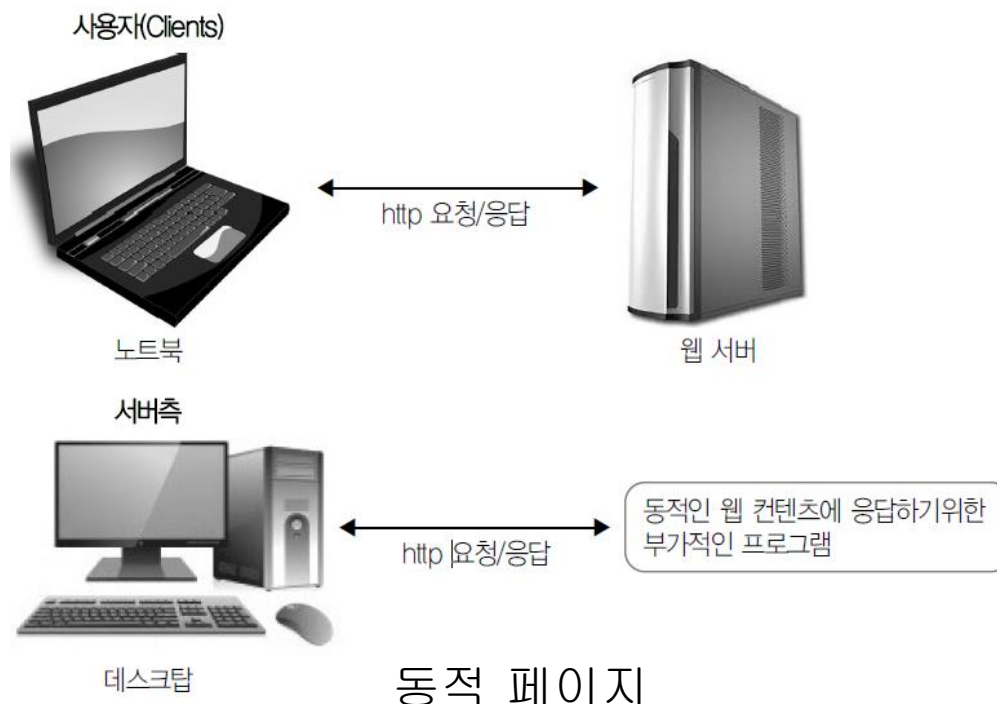 사용자(Clients)
http 요청/응답
노트북
웹 서버
서버측
http 요청/응답
동적인 웹 컨텐츠에 응답하기위한
부가적인 프로그램
데스크탑
동적 페이지